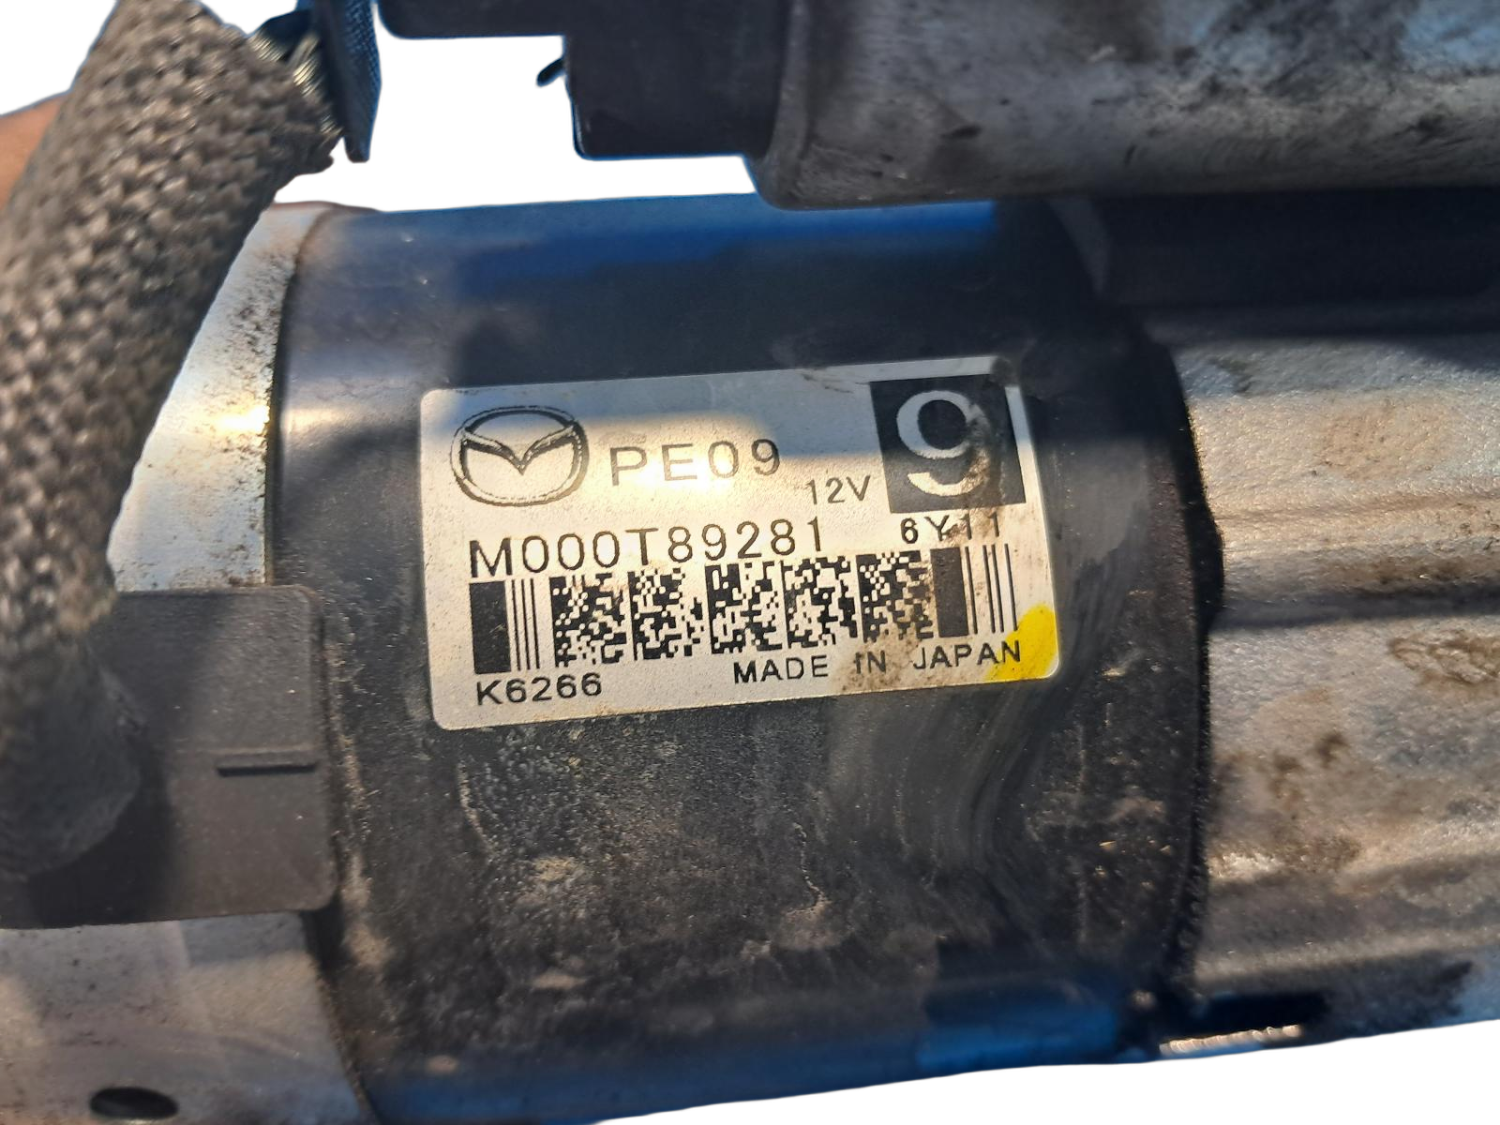 PE09
12V
9
M000T89281
6Y11
K6266
MADE IN JAPAN